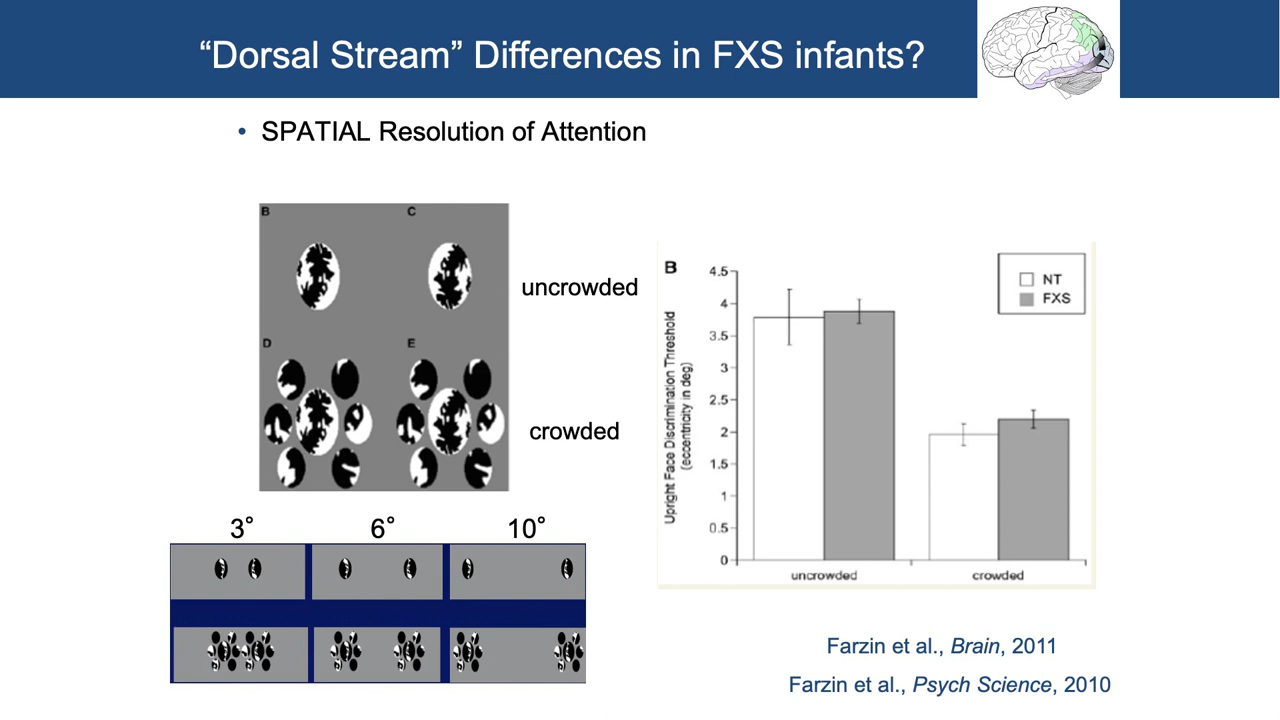 “Dorsal Stream” Differences in FXS infants?
• SPATIAL Resolution of Attention
B C
uncrowded
D E
crowded
3° 6° 10°
B
Upright Face Discrimination Threshold
(eccentricity in deg)
4.5
4
3.5
3
2.5
2
1.5
1
0.5
0
NT
FXS
uncrowded crowded
Farzin et al., Brain, 2011
Farzin et al., Psych Science, 2010